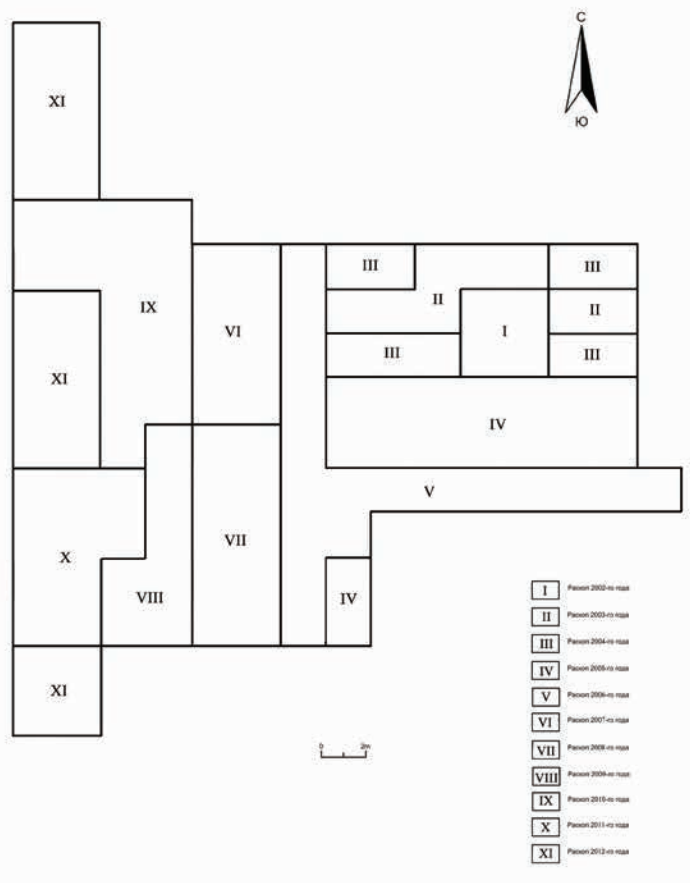 С
Ю
XI
III
III
IX
II
II
VI
I
III
III
XI
IV
V
VII
X
VIII
IV
XI
0 2m
I Раскоп 2002-го года
II Раскоп 2003-го года
III Раскоп 2004-го года
IV Раскоп 2005-го года
V Раскоп 2006-го года
VI Раскоп 2007-го года
VII Раскоп 2008-го года
VIII Раскоп 2009-го года
IX Раскоп 2010-го года
X Раскоп 2011-го года
XI Раскоп 2012-го года